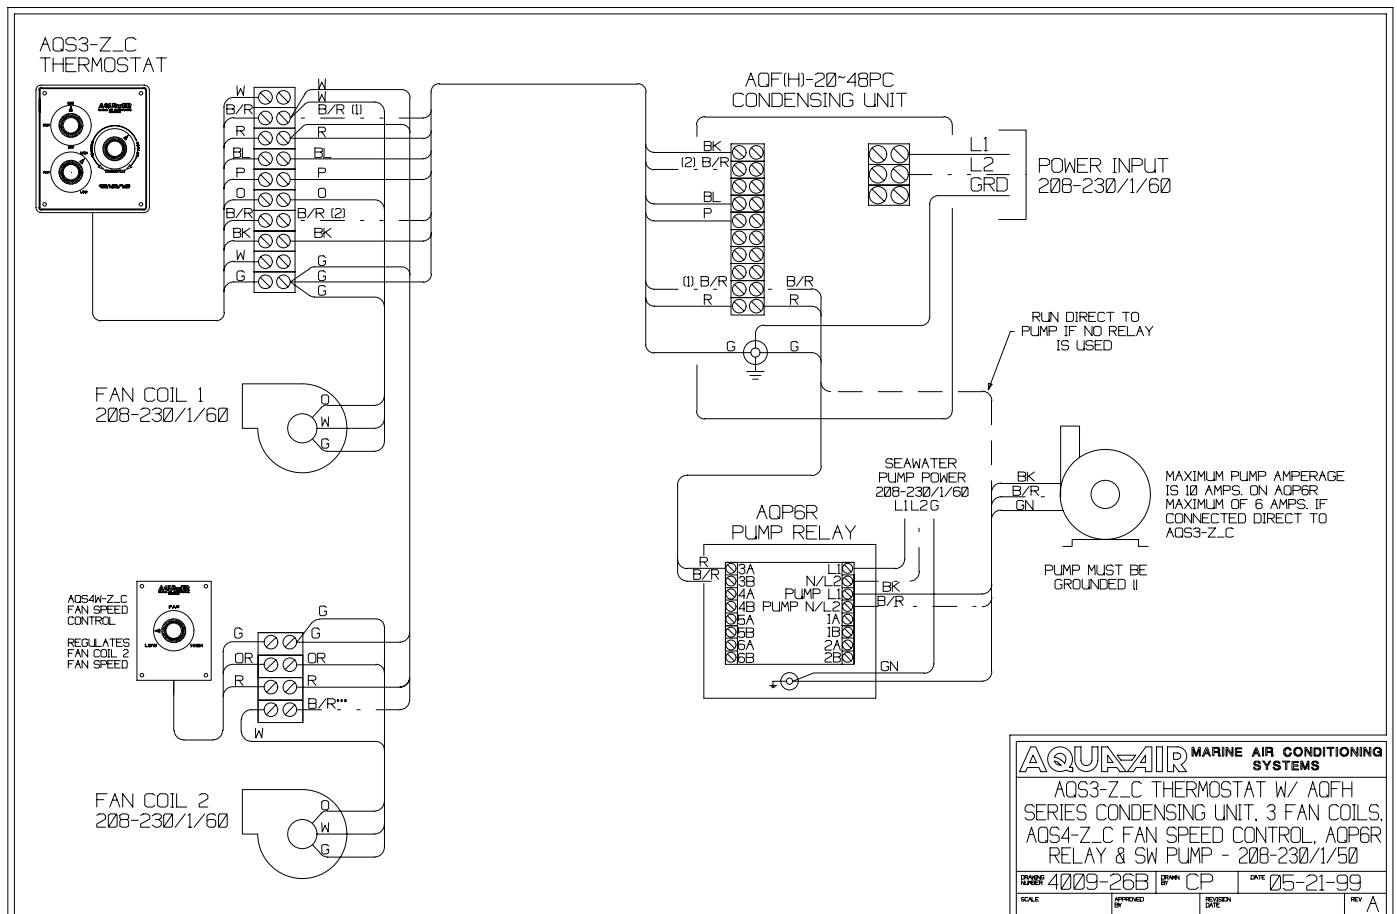 AQS3-Z_C
THERMOSTAT
W
B/R
R
BL
P
O
B/R
BK
W
G
W
W
B/R (1)
R
BL
P
O
B/R (2)
BK
G
G
G
AQF(H)-20~48PC
CONDENSING UNIT
BK
(2) B/R
BL
P
(1) B/R
R
G
B/R
R
G
L1
L2
GRD
POWER INPUT
208-230/1/60
RUN DIRECT TO
PUMP IF NO RELAY
IS USED
FAN COIL 1
208-230/1/60
O
W
G
SEAWATER
PUMP POWER
208-230/1/60
L1 L2 G
BK
B/R
GN
MAXIMUM PUMP AMPERAGE
IS 10 AMPS. ON AQP6R
MAXIMUM OF 6 AMPS. IF
CONNECTED DIRECT TO
AQS3-Z_C
PUMP MUST BE
GROUNDED !!
AQP6R
PUMP RELAY
R
B/R
3A
3B
4A
4B
5A
5B
6A
6B
L1
N/L2
PUMP L1
PUMP N/L2
1A
1B
2A
2B
BK
B/R
GN
AQS4W-Z_C
FAN SPEED
CONTROL
REGULATES
FAN COIL 2
FAN SPEED
FAN
LOW
HIGH
G
OR
R
G
G
OR
R
B/R***
W
FAN COIL 2
208-230/1/60
O
W
G
AQUA-AIR MARINE AIR CONDITIONING
SYSTEMS
AQS3-Z_C THERMOSTAT W/ AQFH
SERIES CONDENSING UNIT, 3 FAN COILS,
AQS4-Z_C FAN SPEED CONTROL, AQP6R
RELAY & SW PUMP - 208-230/1/50
DRAWING NUMBER 4009-26B DRAWN BY CP DATE 05-21-99
SCALE APPROVED BY REVISION DATE REV A